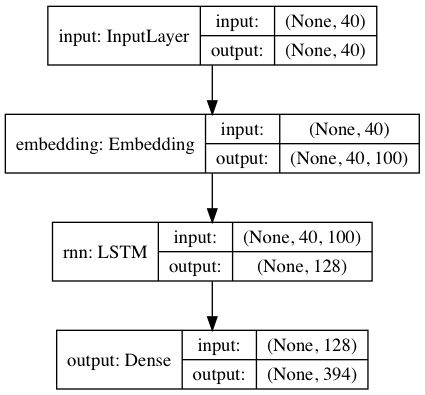 input: InputLayer
input: (None, 40)
output: (None, 40)
embedding: Embedding
input: (None, 40)
output: (None, 40, 100)
rnn: LSTM
input: (None, 40, 100)
output: (None, 128)
output: Dense
input: (None, 128)
output: (None, 394)